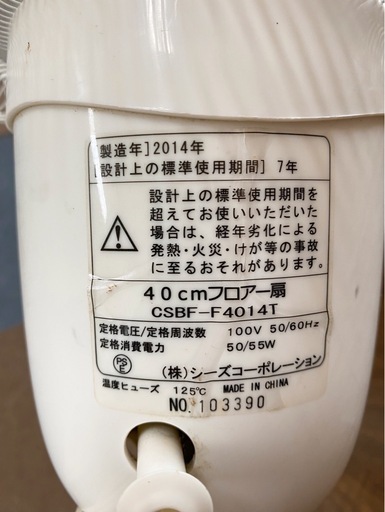 [製造年]2014年
[設計上の標準使用期間] 7年
設計上の標準使用期間を
超えてお使いいただいた
場合は、経年劣化による
発熱・火災・けが等の事故
に至るおそれがあります。
40cmフロアー扇
CSBF-F4014T
定格電圧/定格周波数 100V 50/60Hz
定格消費電力 50/55W
PSE (株)シーズコーポレーション
温度ヒューズ 125℃ MADE IN CHINA
NO. 103390